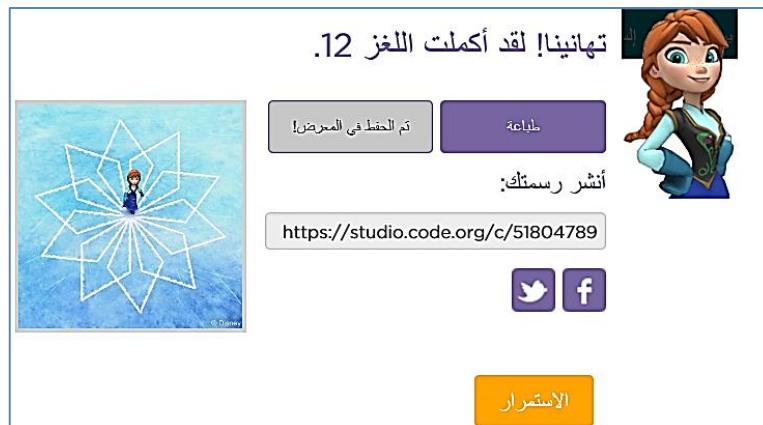 تهانينا! لقد أكملت اللغز 12.
طباعة
تم الحفظ في المعرض!
أنشر رسمتك:
https://studio.code.org/c/51804789
© Disney
الاستمرار